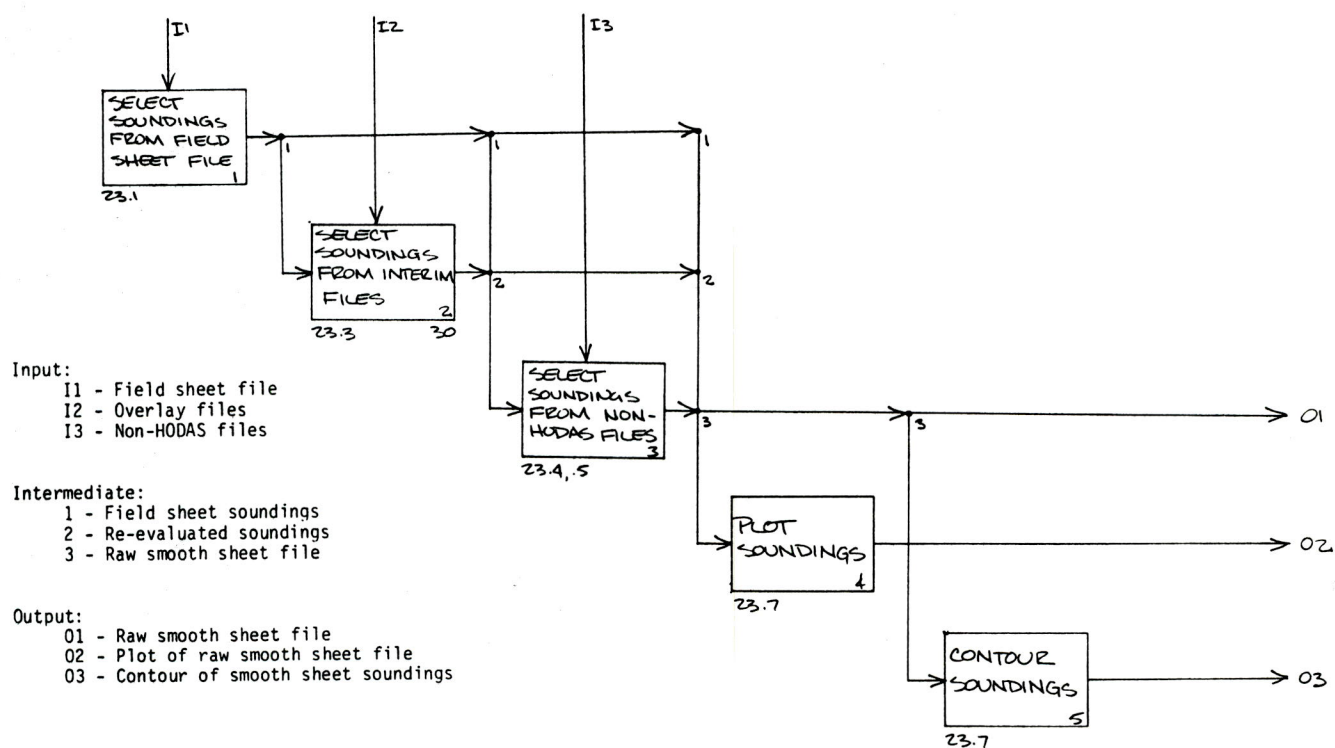 I1
I2
I3
SELECT
SOUNDINGS
FROM FIELD
SHEET FILE
1
23.1
1
1
1
SELECT
SOUNDINGS
FROM INTERIM
FILES
2
23.3
30
2
2
Input:
I1 - Field sheet file
I2 - Overlay files
I3 - Non-HODAS files
SELECT
SOUNDINGS
FROM NON-
HODAS FILES
3
23.4, .5
3
3
O1
Intermediate:
1 - Field sheet soundings
2 - Re-evaluated soundings
3 - Raw smooth sheet file
PLOT
SOUNDINGS
4
23.7
O2
Output:
O1 - Raw smooth sheet file
O2 - Plot of raw smooth sheet file
O3 - Contour of smooth sheet soundings
CONTOUR
SOUNDINGS
5
23.7
O3